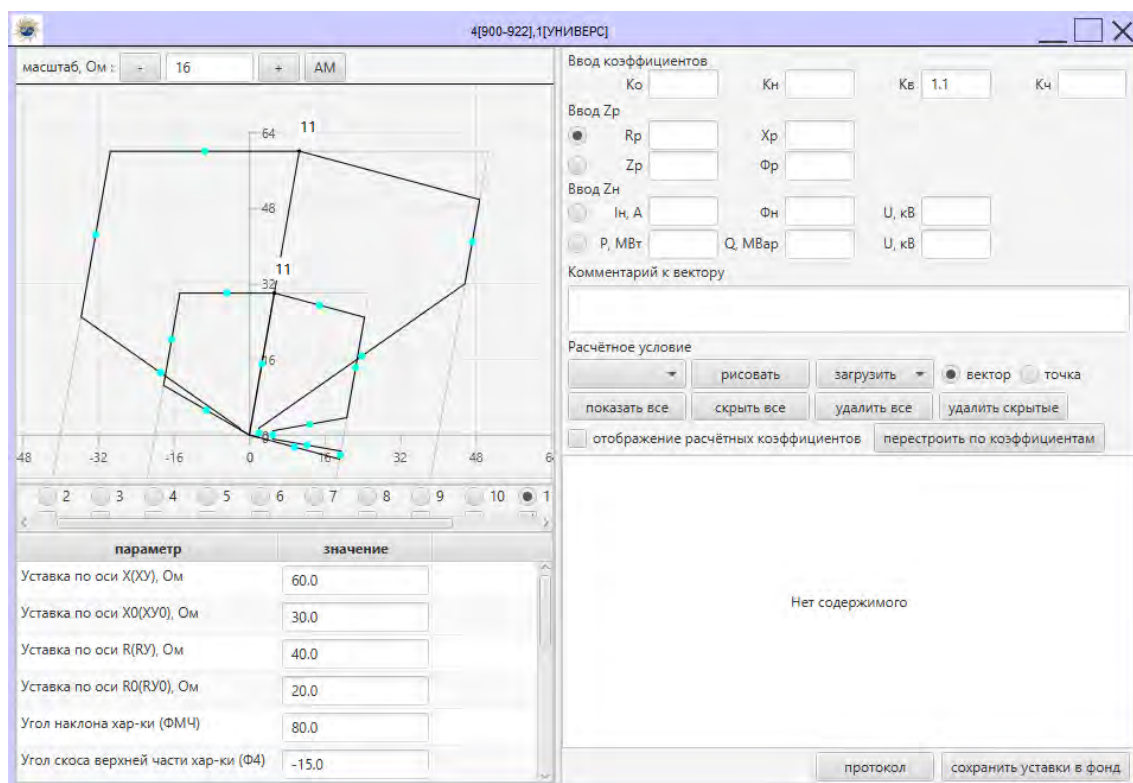 4[900-922],1[УНИВЕРС]
масштаб, Ом : - 16 + АМ
11
64
48
11
32
16
0
48 -32 -16 0 16 32 48 6
2 3 4 5 6 7 8 9 10 1
параметр значение
Уставка по оси X(ХУ), Ом 60.0
Уставка по оси X0(ХУ0), Ом 30.0
Уставка по оси R(RУ), Ом 40.0
Уставка по оси R0(RУ0), Ом 20.0
Угол наклона хар-ки (ФМЧ) 80.0
Угол скоса верхней части хар-ки (Ф4) -15.0
Ввод коэффициентов
Ко Кн Кв 1.1 Кч
Ввод Zр
Rр Xр
Zр Фр
Ввод Zн
Iн, А Фн U, кВ
P, МВт Q, МВар U, кВ
Комментарий к вектору
Расчётное условие
рисовать загрузить вектор точка
показать все скрыть все удалить все удалить скрытые
отображение расчётных коэффициентов перестроить по коэффициентам
Нет содержимого
протокол сохранить уставки в фонд